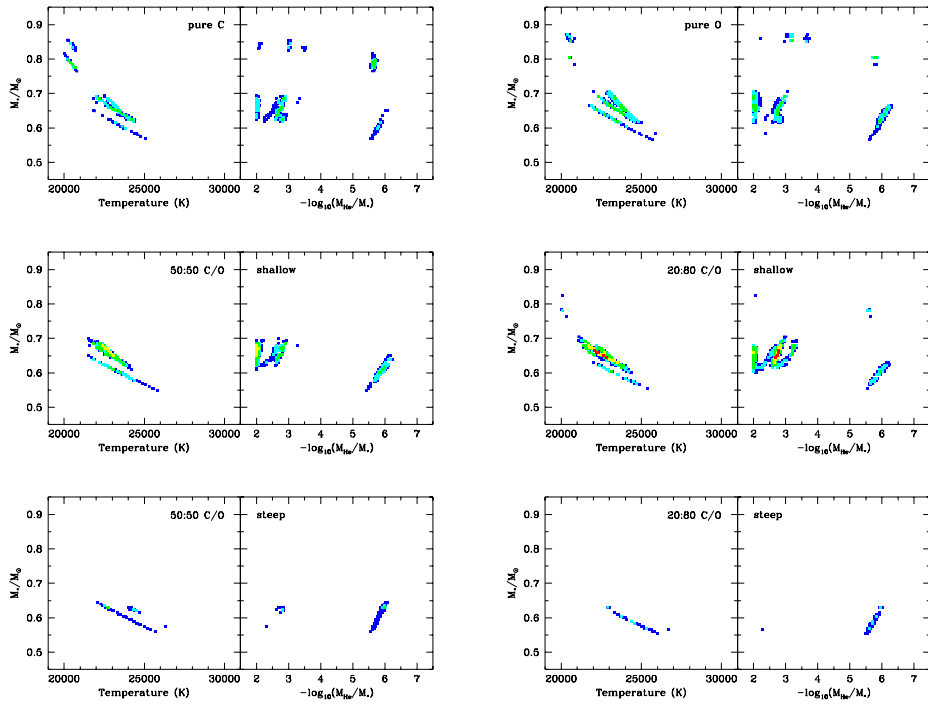 pure C
pure O
0.9
0.8
0.7
0.6
0.5
M⋆/M⊙
20000 25000 30000
2 3 4 5 6 7
Temperature (K)
−log₁₀(M_He/M⋆)
0.9
0.8
0.7
0.6
0.5
M⋆/M⊙
20000 25000 30000
2 3 4 5 6 7
Temperature (K)
−log₁₀(M_He/M⋆)
50:50 C/O
shallow
0.9
0.8
0.7
0.6
0.5
M⋆/M⊙
20000 25000 30000
2 3 4 5 6 7
Temperature (K)
−log₁₀(M_He/M⋆)
20:80 C/O
shallow
0.9
0.8
0.7
0.6
0.5
M⋆/M⊙
20000 25000 30000
2 3 4 5 6 7
Temperature (K)
−log₁₀(M_He/M⋆)
50:50 C/O
steep
0.9
0.8
0.7
0.6
0.5
M⋆/M⊙
20000 25000 30000
2 3 4 5 6 7
Temperature (K)
−log₁₀(M_He/M⋆)
20:80 C/O
steep
0.9
0.8
0.7
0.6
0.5
M⋆/M⊙
20000 25000 30000
2 3 4 5 6 7
Temperature (K)
−log₁₀(M_He/M⋆)